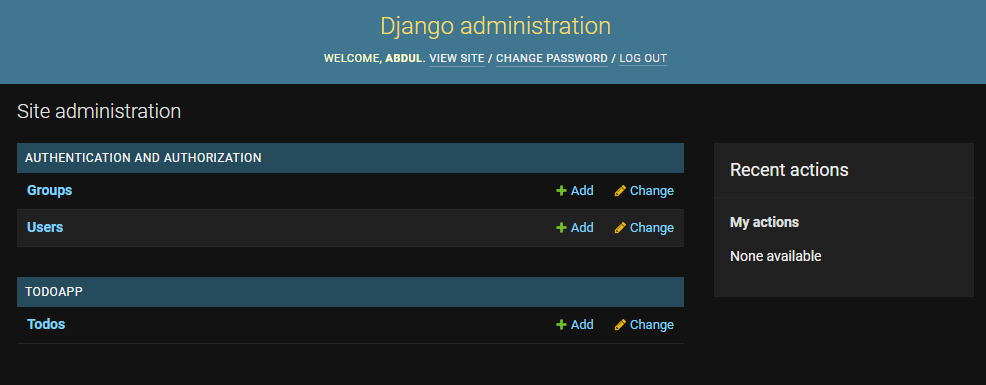 Django administration
WELCOME, ABDUL. VIEW SITE / CHANGE PASSWORD / LOG OUT
Site administration
AUTHENTICATION AND AUTHORIZATION
Groups Add Change
Users Add Change
TODOAPP
Todos Add Change
Recent actions
My actions
None available